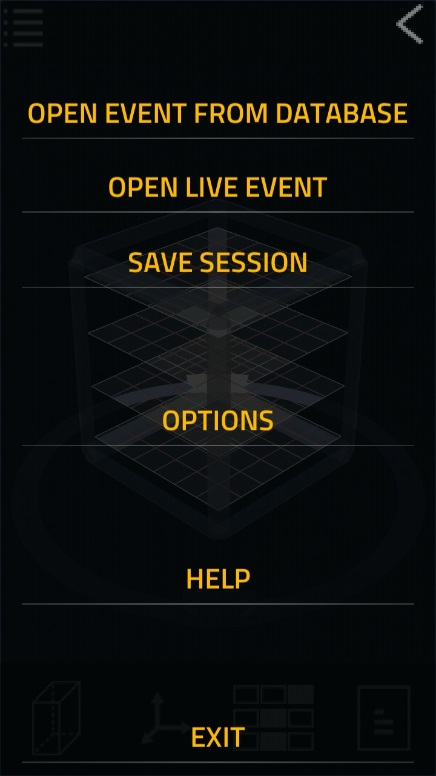 OPEN EVENT FROM DATABASE
OPEN LIVE EVENT
SAVE SESSION
OPTIONS
HELP
EXIT